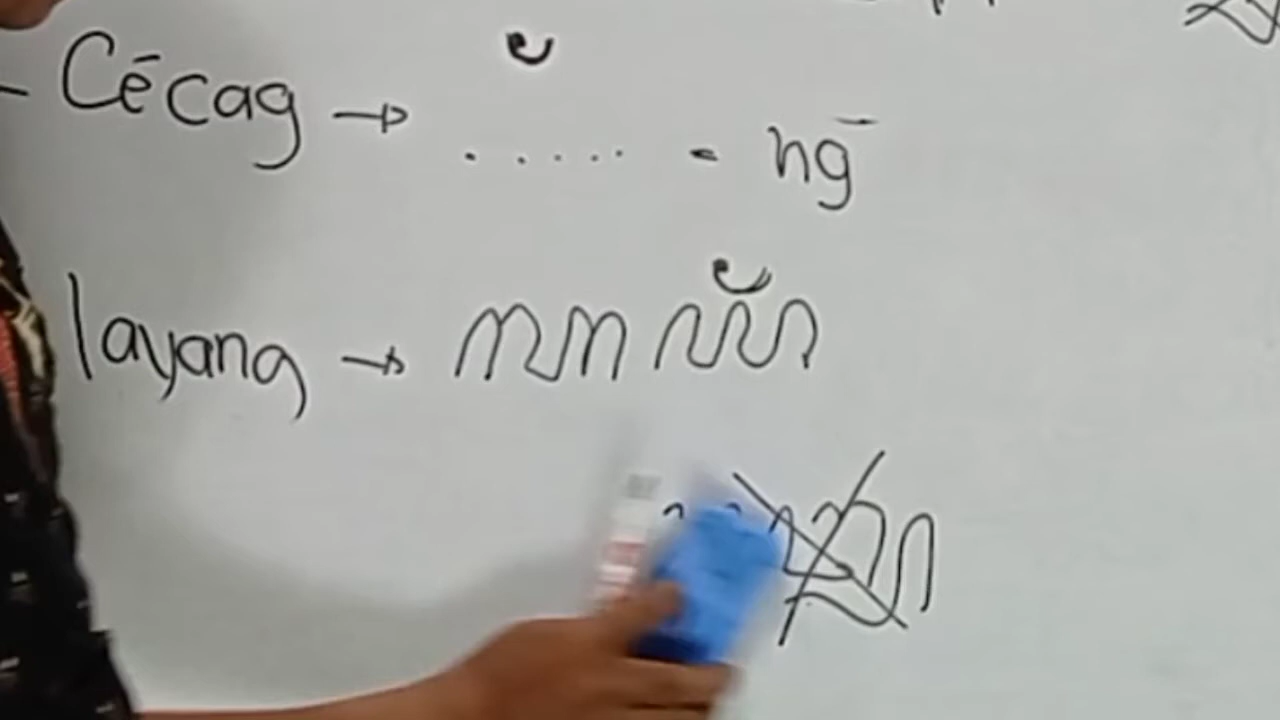 - Cécag → ꦁ ..... = ng
layang → ꦭꦪꦁ